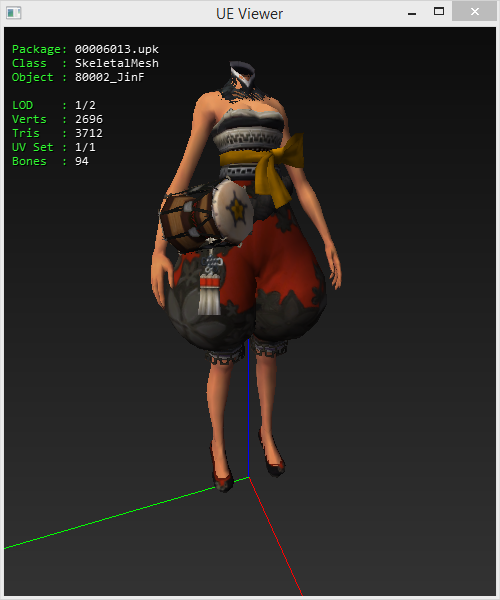 UE Viewer
Package: 00006013.upk
Class  : SkeletalMesh
Object : 80002_JinF
LOD    : 1/2
Verts  : 2696
Tris   : 3712
UV Set : 1/1
Bones  : 94